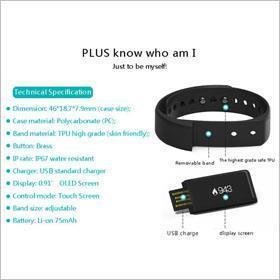 PLUS know who am I
Just to be myself:
Technical Specification
Dimension: 46*18.7*7.9mm (case size);
Case material: Polycarbonate (PC);
Band material: TPU high grade (skin friendly);
Button: Brass
IP rate: IP67 water resistant
Charger: USB standard charger
Display: 0.91' OLED Screen
Control mode: Touch Screen
Band size: adjustable
Battery: Li-on 75mAh
Removable band
The highest grade safe TPU
943
USB charge
display screen